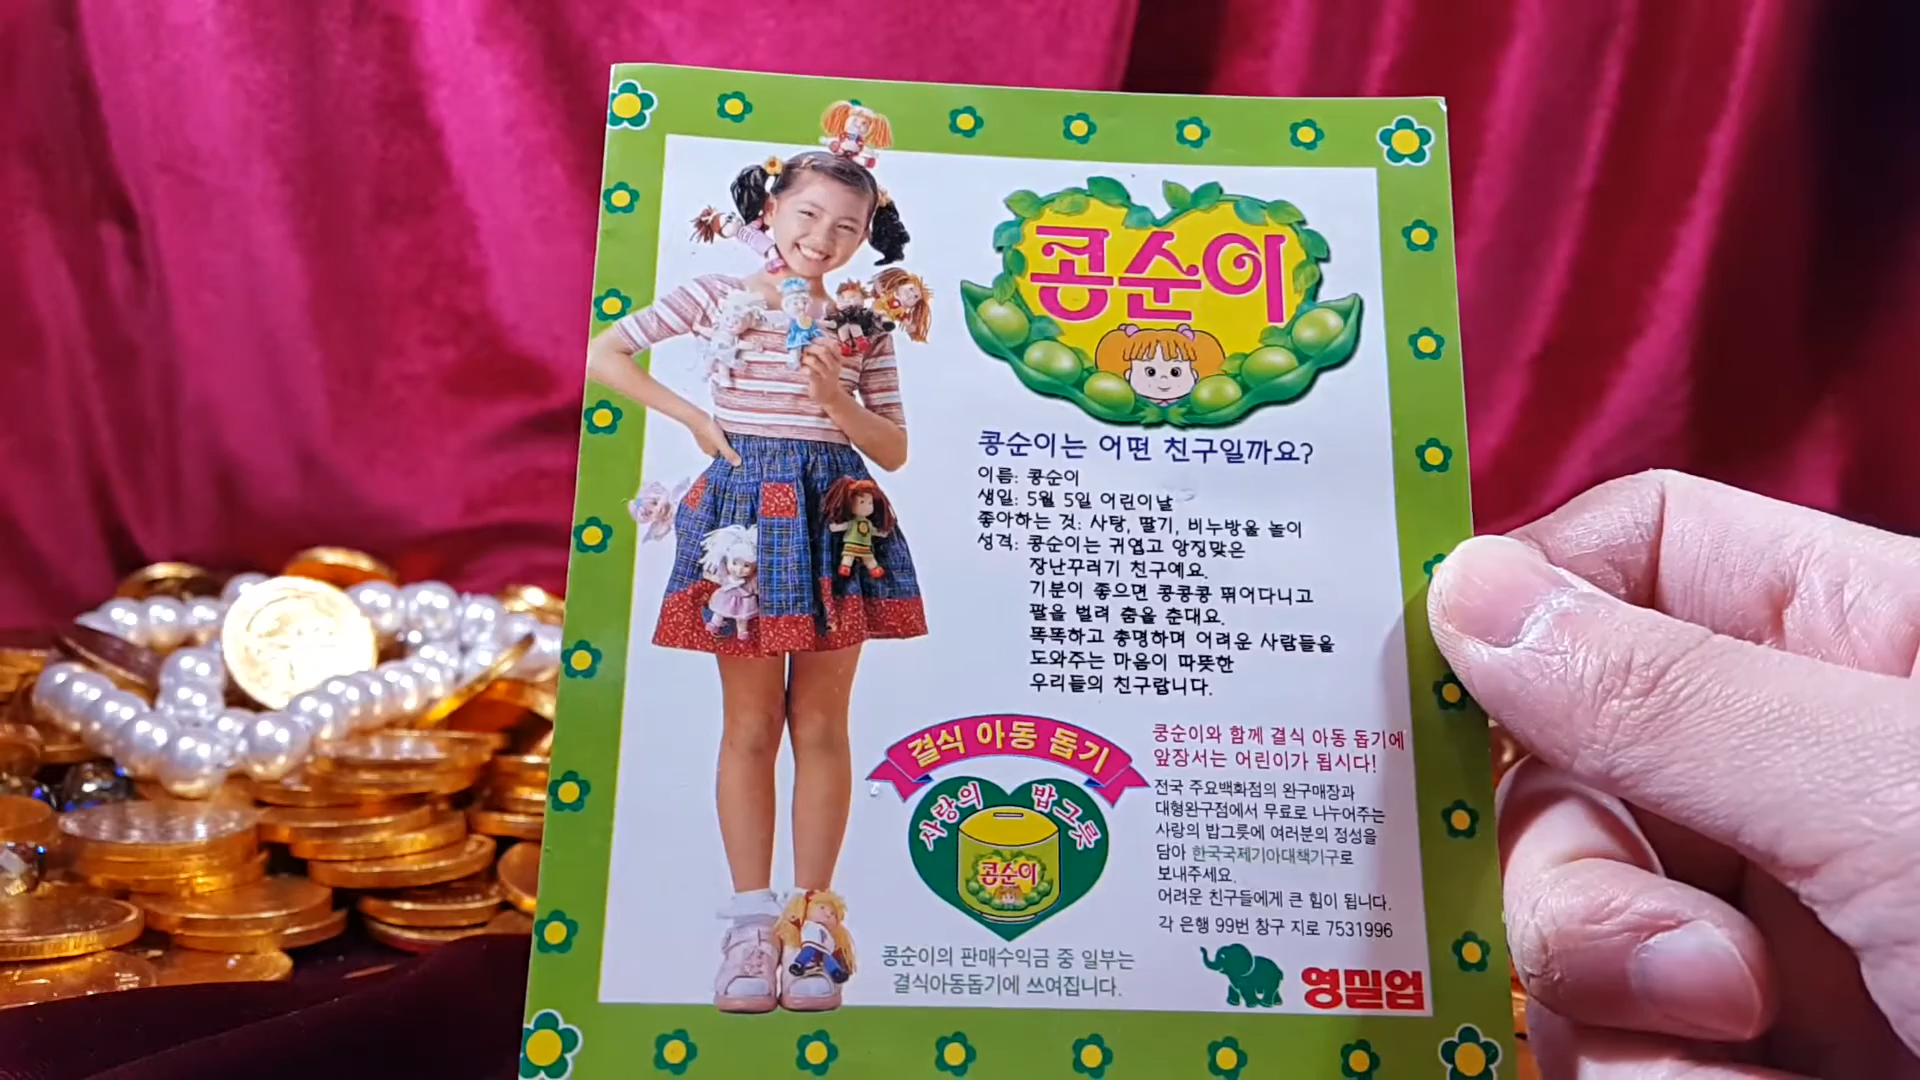 콩순이
콩순이는 어떤 친구일까요?
이름: 콩순이
생일: 5월 5일 어린이날
좋아하는 것: 사탕, 딸기, 비누방울 놀이
성격: 콩순이는 귀엽고 앙징맞은
장난꾸러기 친구예요.
기분이 좋으면 콩콩콩 뛰어다니고
팔을 벌려 춤을 춘대요.
똑똑하고 총명하며 어려운 사람들을
도와주는 마음이 따뜻한
우리들의 친구랍니다.
결식 아동 돕기
사랑의 밥그릇
콩순이
콩순이의 판매수익금 중 일부는
결식아동돕기에 쓰여집니다.
콩순이와 함께 결식 아동 돕기에
앞장서는 어린이가 됩시다!
전국 주요백화점의 완구매장과
대형완구점에서 무료로 나누어주는
사랑의 밥그릇에 여러분의 정성을
담아 한국국제기아대책기구로
보내주세요.
어려운 친구들에게 큰 힘이 됩니다.
각 은행 99번 창구 지로 7531996
영실업